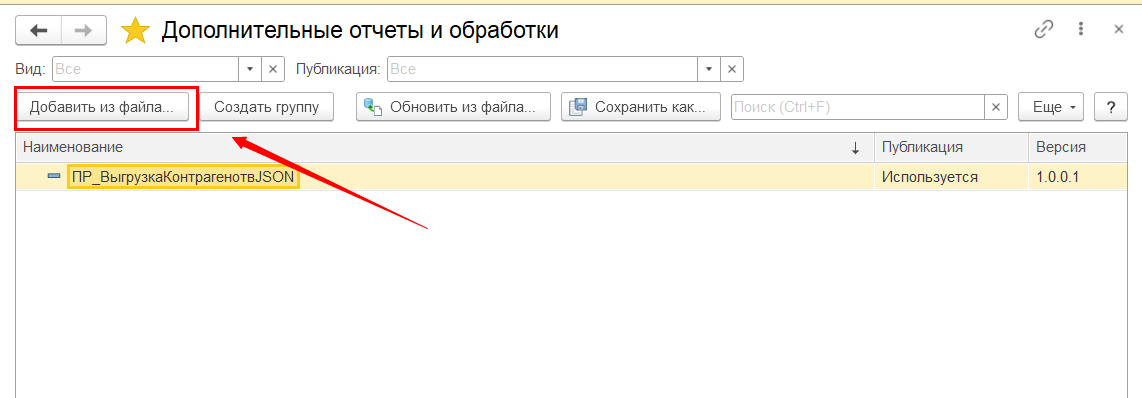 Дополнительные отчеты и обработки
Вид: Все Публикация: Все
Добавить из файла... Создать группу Обновить из файла... Сохранить как... Поиск (Ctrl+F) Еще ?
Наименование Публикация Версия
ПР_ВыгрузкаКонтрагенотвJSON Используется 1.0.0.1